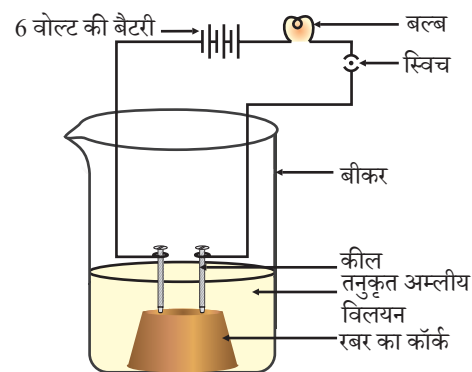 6 वोल्ट की बैटरी
बल्ब
स्विच
बीकर
कील
तनुकृत अम्लीय
विलयन
रबर का कॉर्क